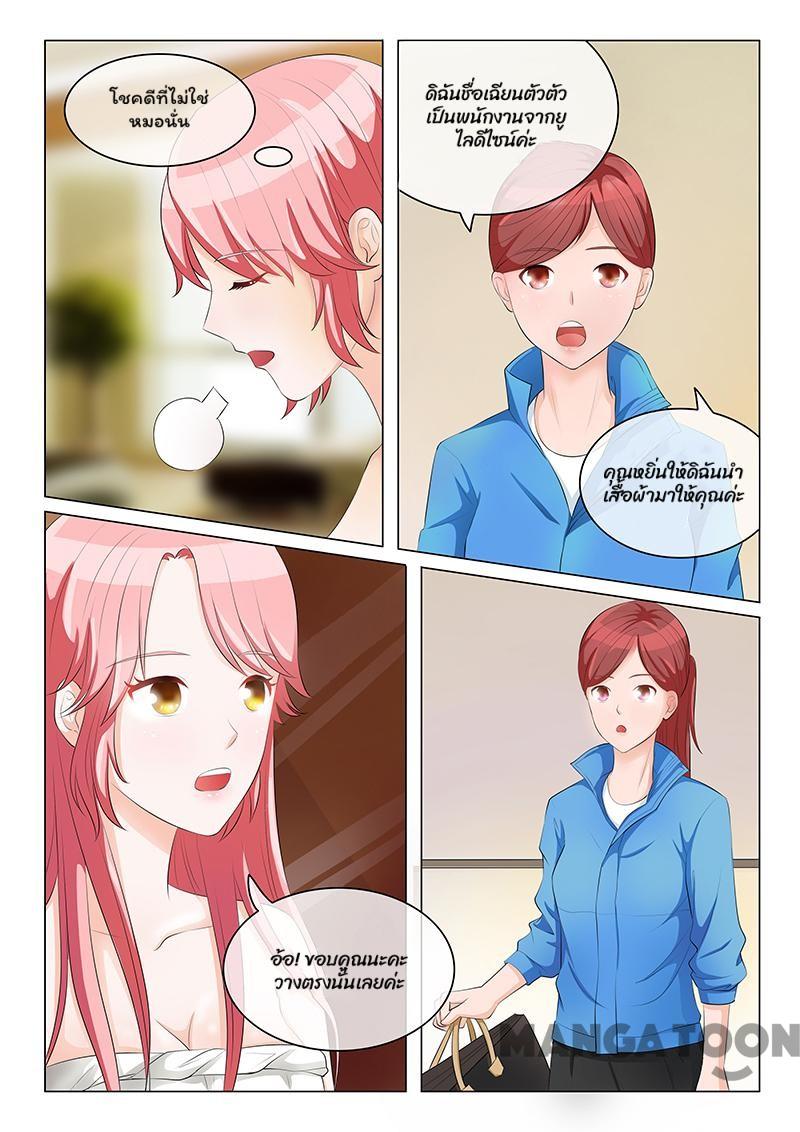 โชคดีที่ไม่ใช่
หมอนั่น
ดิฉันชื่อเฉียนตัวตัว
เป็นพนักงานจากยู
ไลดีไซน์ค่ะ
คุณหยิ่นให้ดิฉันนำ
เสื้อผ้ามาให้คุณค่ะ
อ้อ! ขอบคุณนะคะ
วางตรงนั้นเลยค่ะ
MANGATOON